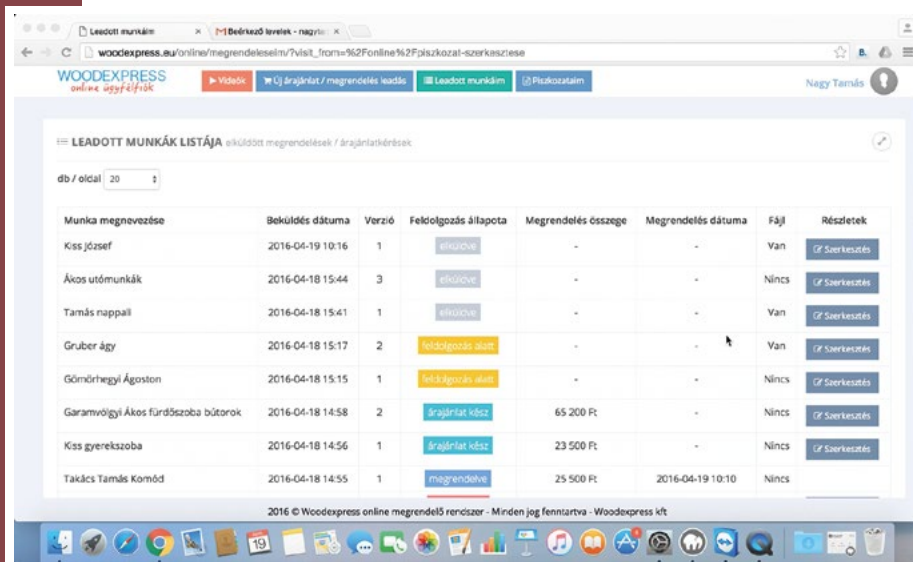 Leadott munkáim
Beérkező levelek - nagyta
woodexpress.eu/online/megrendeleseim/?visit_from=%2Fonline%2Fpiszkozat-szerkesztese
WOODEXPRESS
online ügyfélfiók
Videók
Új árajánlat / megrendelés leadás
Leadott munkáim
Piszkozataim
Nagy Tamás
LEADOTT MUNKÁK LISTÁJA elküldött megrendelések / árajánlatkérések
db / oldal 20
Munka megnevezése Beküldés dátuma Verzió Feldolgozás állapota Megrendelés összege Megrendelés dátuma Fájl Részletek
Kiss József 2016-04-19 10:16 1 elküldve - - Van Szerkesztés
Ákos utómunkák 2016-04-18 15:44 3 elküldve - - Nincs Szerkesztés
Tamás nappali 2016-04-18 15:41 1 elküldve - - Van Szerkesztés
Gruber ágy 2016-04-18 15:17 2 feldolgozás alatt - - Van Szerkesztés
Gömörhegyi Ágoston 2016-04-18 15:15 1 feldolgozás alatt - - Nincs Szerkesztés
Garamvölgyi Ákos fürdőszoba bútorok 2016-04-18 14:58 2 árajánlat kész 65 200 Ft - Nincs Szerkesztés
Kiss gyerekszoba 2016-04-18 14:56 1 árajánlat kész 23 500 Ft - Nincs Szerkesztés
Takács Tamás Komód 2016-04-18 14:55 1 megrendelve 25 500 Ft 2016-04-19 10:10 Nincs
2016 © Woodexpress online megrendelő rendszer - Minden jog fenntartva - Woodexpress kft
19